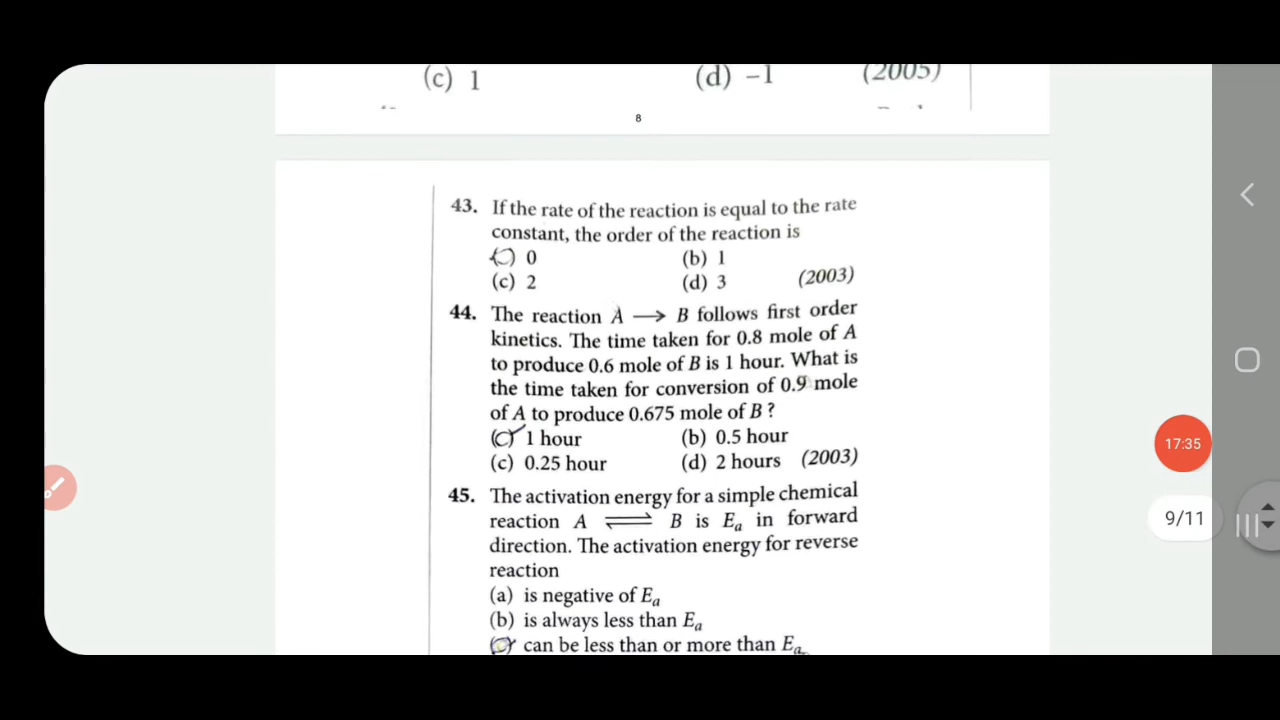 (c) 1 (d) –1 (2005)
8
43. If the rate of the reaction is equal to the rate
constant, the order of the reaction is
0 (b) 1
(c) 2 (d) 3 (2003)
44. The reaction A ⟶ B follows first order
kinetics. The time taken for 0.8 mole of A
to produce 0.6 mole of B is 1 hour. What is
the time taken for conversion of 0.9 mole
of A to produce 0.675 mole of B ?
1 hour (b) 0.5 hour
(c) 0.25 hour (d) 2 hours (2003)
45. The activation energy for a simple chemical
reaction A ⇌ B is Ea in forward
direction. The activation energy for reverse
reaction
(a) is negative of Ea
(b) is always less than Ea
can be less than or more than Ea
17:35
9/11